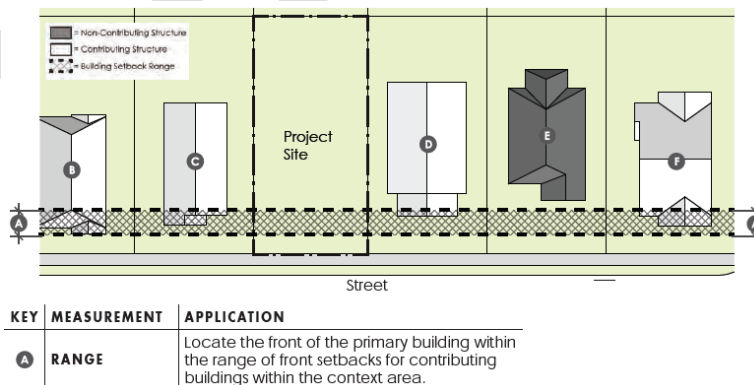 = Non-Contributing Structure
= Contributing Structure
= Building Setback Range
E
Project
Site
D
B
C
F
A
A
Street
KEY MEASUREMENT APPLICATION
A RANGE
Locate the front of the primary building within
the range of front setbacks for contributing
buildings within the context area.